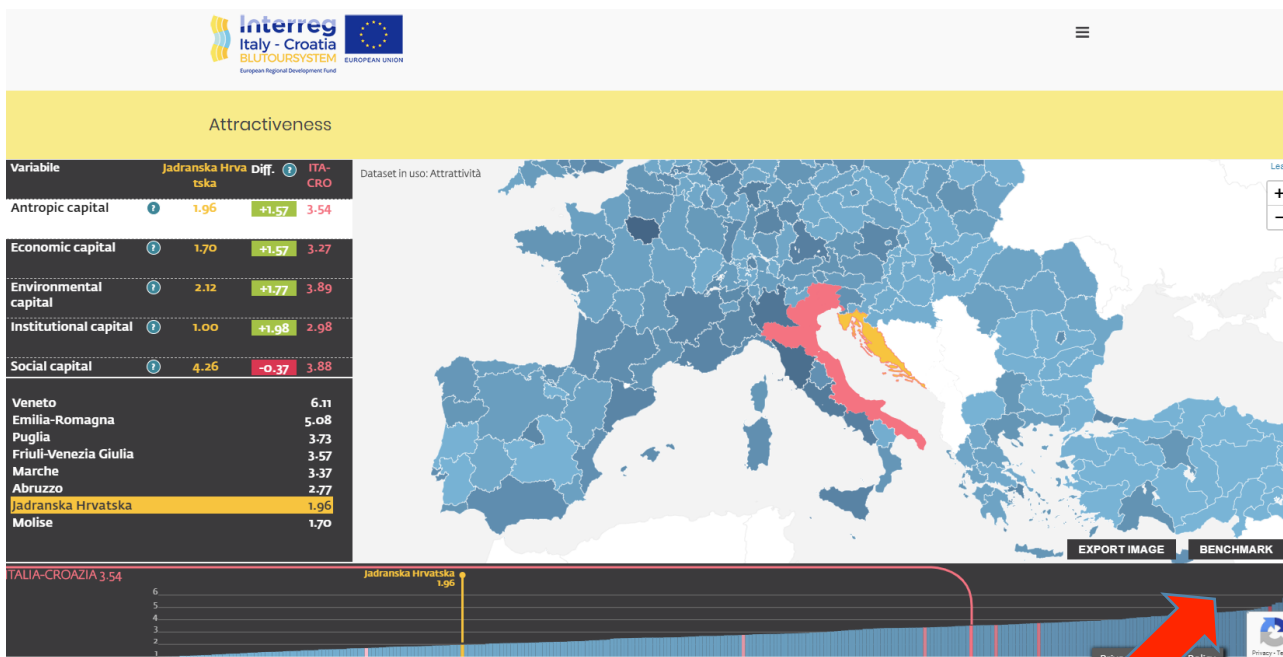 Interreg
Italy - Croatia
BLUTOURSYSTEM
European Regional Development Fund
EUROPEAN UNION
Attractiveness
Variabile Jadranska Hrva Diff. ? ITA-
tska CRO
Antropic capital ? 1.96 +1.57 3.54
Economic capital ? 1.70 +1.57 3.27
Environmental ? 2.12 +1.77 3.89
capital
Institutional capital ? 1.00 +1.98 2.98
Social capital ? 4.26 -0.37 3.88
Veneto 6.11
Emilia-Romagna 5.08
Puglia 3.73
Friuli-Venezia Giulia 3.57
Marche 3.37
Abruzzo 2.77
Jadranska Hrvatska 1.96
Molise 1.70
Dataset in uso: Attrattività
Lea
+
−
EXPORT IMAGE BENCHMARK
ITALIA-CROAZIA 3.54
Jadranska Hrvatska
1.96
6
5
4
3
2
1
Privacy - Te